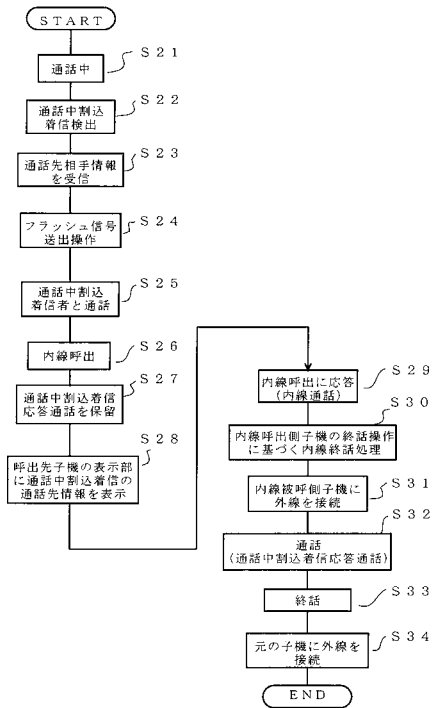 START
S21
通話中
S22
通話中割込
着信検出
S23
通話先相手情報
を受信
S24
フラッシュ信号
送出操作
S25
通話中割込
着信者と通話
S26
内線呼出
S27
通話中割込着信
応答通話を保留
S28
呼出先子機の表示部
に通話中割込着信の
通話先情報を表示
S29
内線呼出に応答
(内線通話)
S30
内線呼出側子機の終話操作
に基づく内線終話処理
S31
内線被呼側子機に
外線を接続
S32
通話
(通話中割込着信応答通話)
S33
終話
S34
元の子機に外線を
接続
END